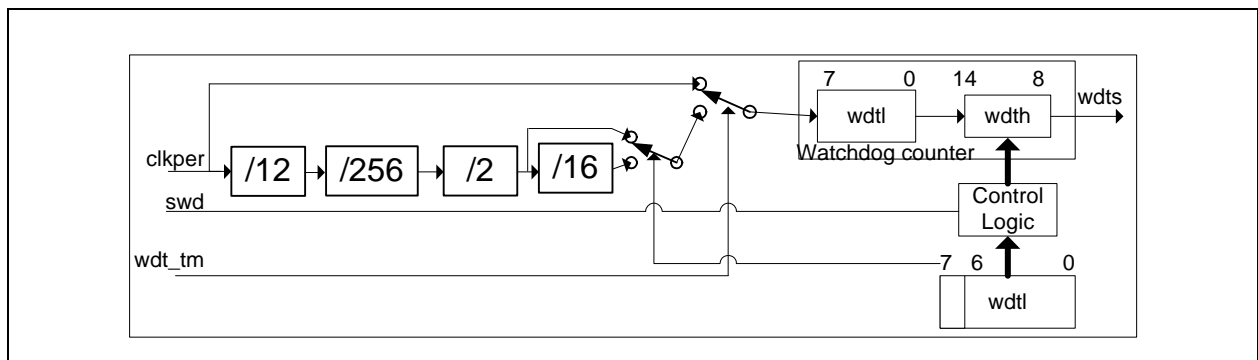 7 0 14 8
wdts
wdtl wdth
Watchdog counter
clkper /12 /256 /2 /16
swd
Control
Logic
wdt_tm
7 6 0
wdtl